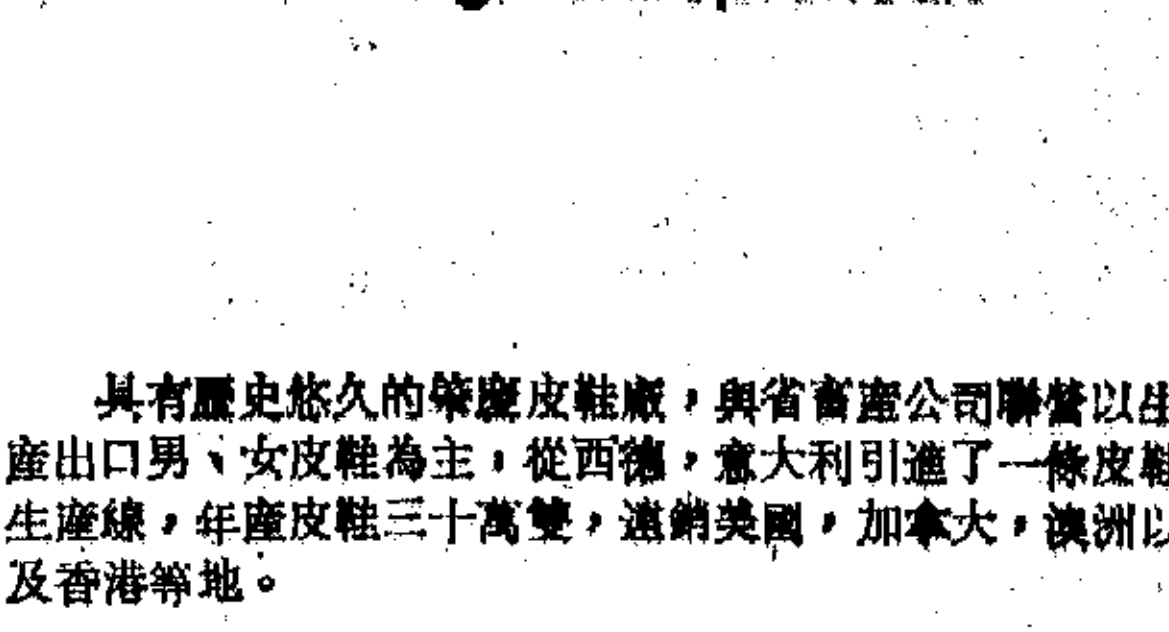 具有歷史悠久的肇慶皮鞋廠，與省畜產公司聯營以生
產出口男、女皮鞋為主，從西德，意大利引進了一條皮鞋
生產線，年產皮鞋三十萬雙，遠銷美國，加拿大，澳洲以
及香港等地。